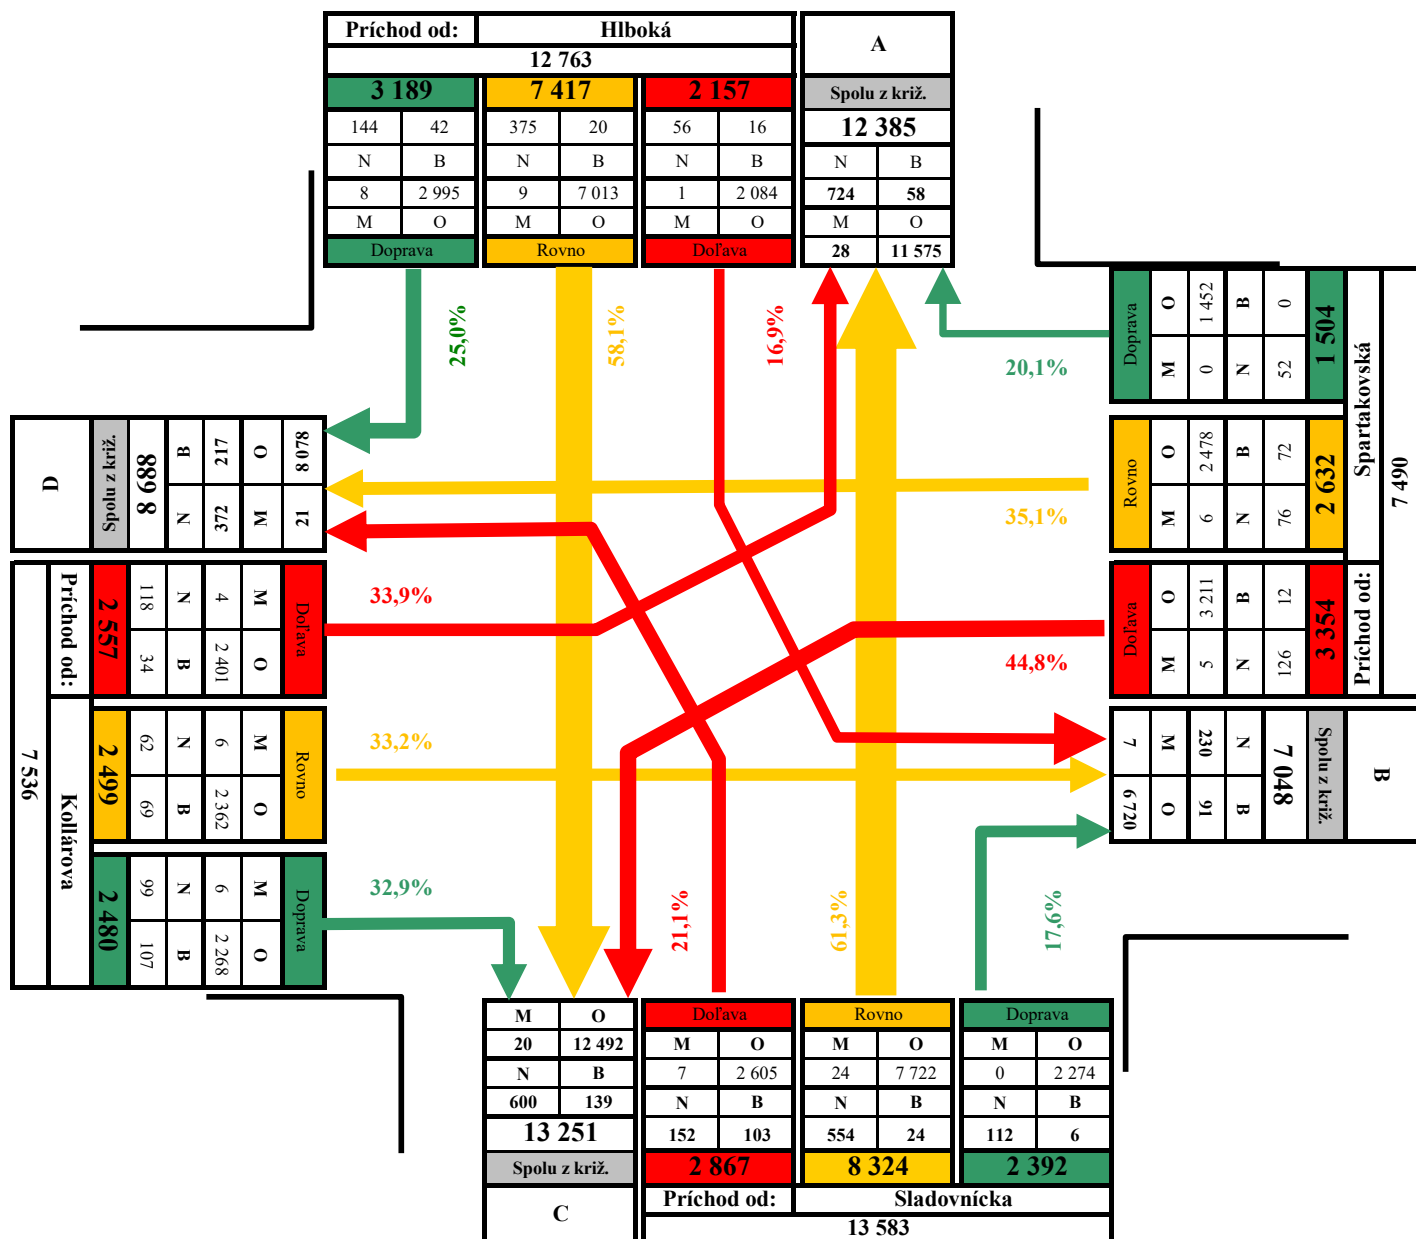 Príchod od: Hlboká
12 763
3 189 7 417 2 157
144 42 375 20 56 16
N B N B N B
8 2 995 9 7 013 1 2 084
M O M O M O
Doprava Rovno Doľava
A
Spolu z križ.
12 385
N B
724 58
M O
28 11 575
25,0%
58,1%
16,9%
20,1%
35,1%
44,8%
Doprava
M O
0 1 452
N B
52 0
1 504
Rovno
M O
6 2 478
N B
76 72
2 632
Doľava
M O
5 3 211
N B
126 12
3 354
Príchod od: Spartakovská
7 490
D
Spolu z križ.
8 688
N B
372 217
M O
21 8 078
Doľava
M O
4 2 401
N B
118 34
2 557
Rovno
M O
6 2 362
N B
62 69
2 499
Doprava
M O
6 2 268
N B
99 107
2 480
Príchod od: Kollárova
7 536
33,9%
33,2%
32,9%
B
Spolu z križ.
7 048
N B
230 91
M O
7 6 720
21,1%
61,3%
17,6%
M O
20 12 492
N B
600 139
13 251
Spolu z križ.
C
Doľava Rovno Doprava
M O M O M O
7 2 605 24 7 722 0 2 274
N B N B N B
152 103 554 24 112 6
2 867 8 324 2 392
Príchod od: Sladovnícka
13 583